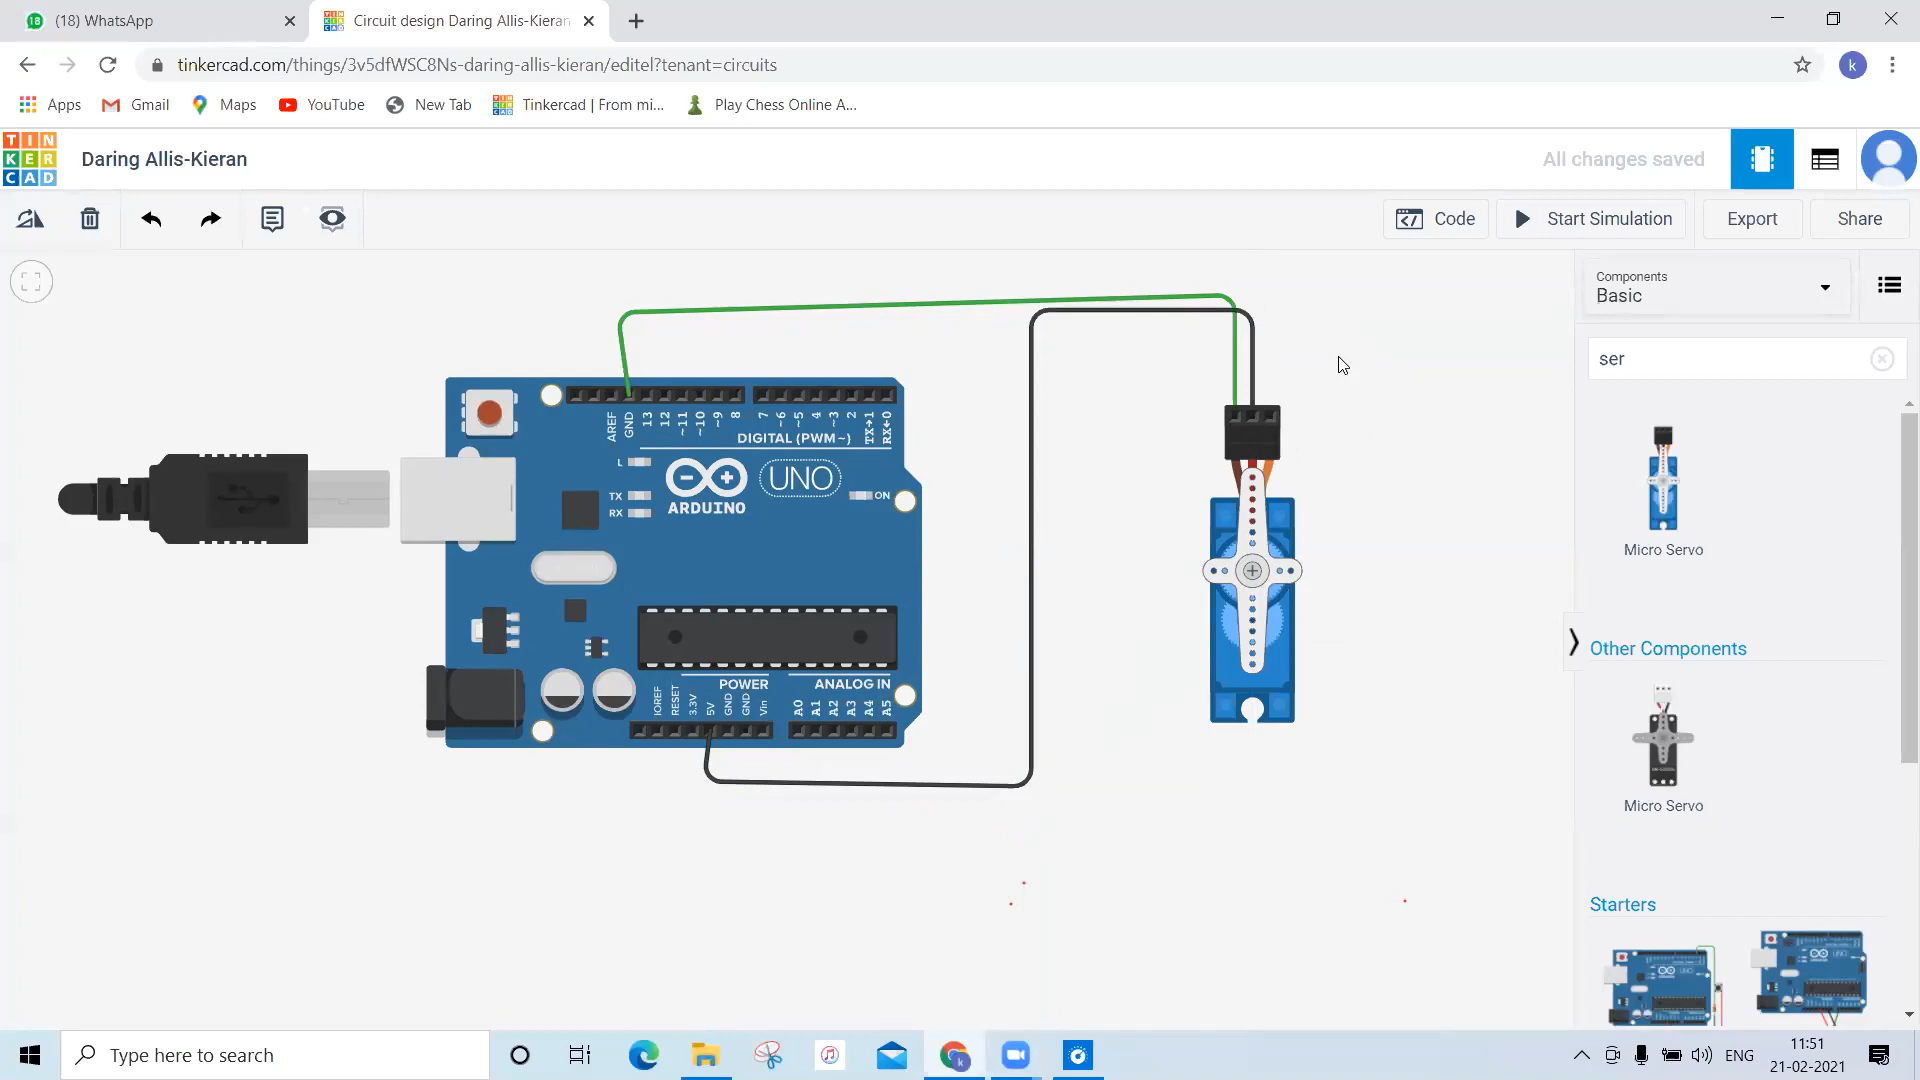 (18) WhatsApp
Circuit design Daring Allis-Kieran
tinkercad.com/things/3v5dfWSC8Ns-daring-allis-kieran/editel?tenant=circuits
k
Apps
Gmail
Maps
YouTube
New Tab
Tinkercad | From mi...
Play Chess Online A...
TIN
KER
CAD
Daring Allis-Kieran
All changes saved
Code
Start Simulation
Export
Share
Components
Basic
ser
AREF
GND
13
12
~11
~10
~9
8
7
~6
~5
4
~3
2
TX→1
RX←0
DIGITAL (PWM~)
L
TX
RX
ARDUINO
UNO
ON
POWER
ANALOG IN
IOREF
RESET
3.3V
5V
GND
GND
Vin
A0
A1
A2
A3
A4
A5
Micro Servo
Other Components
Micro Servo
Starters
Type here to search
ENG
11:51
21-02-2021